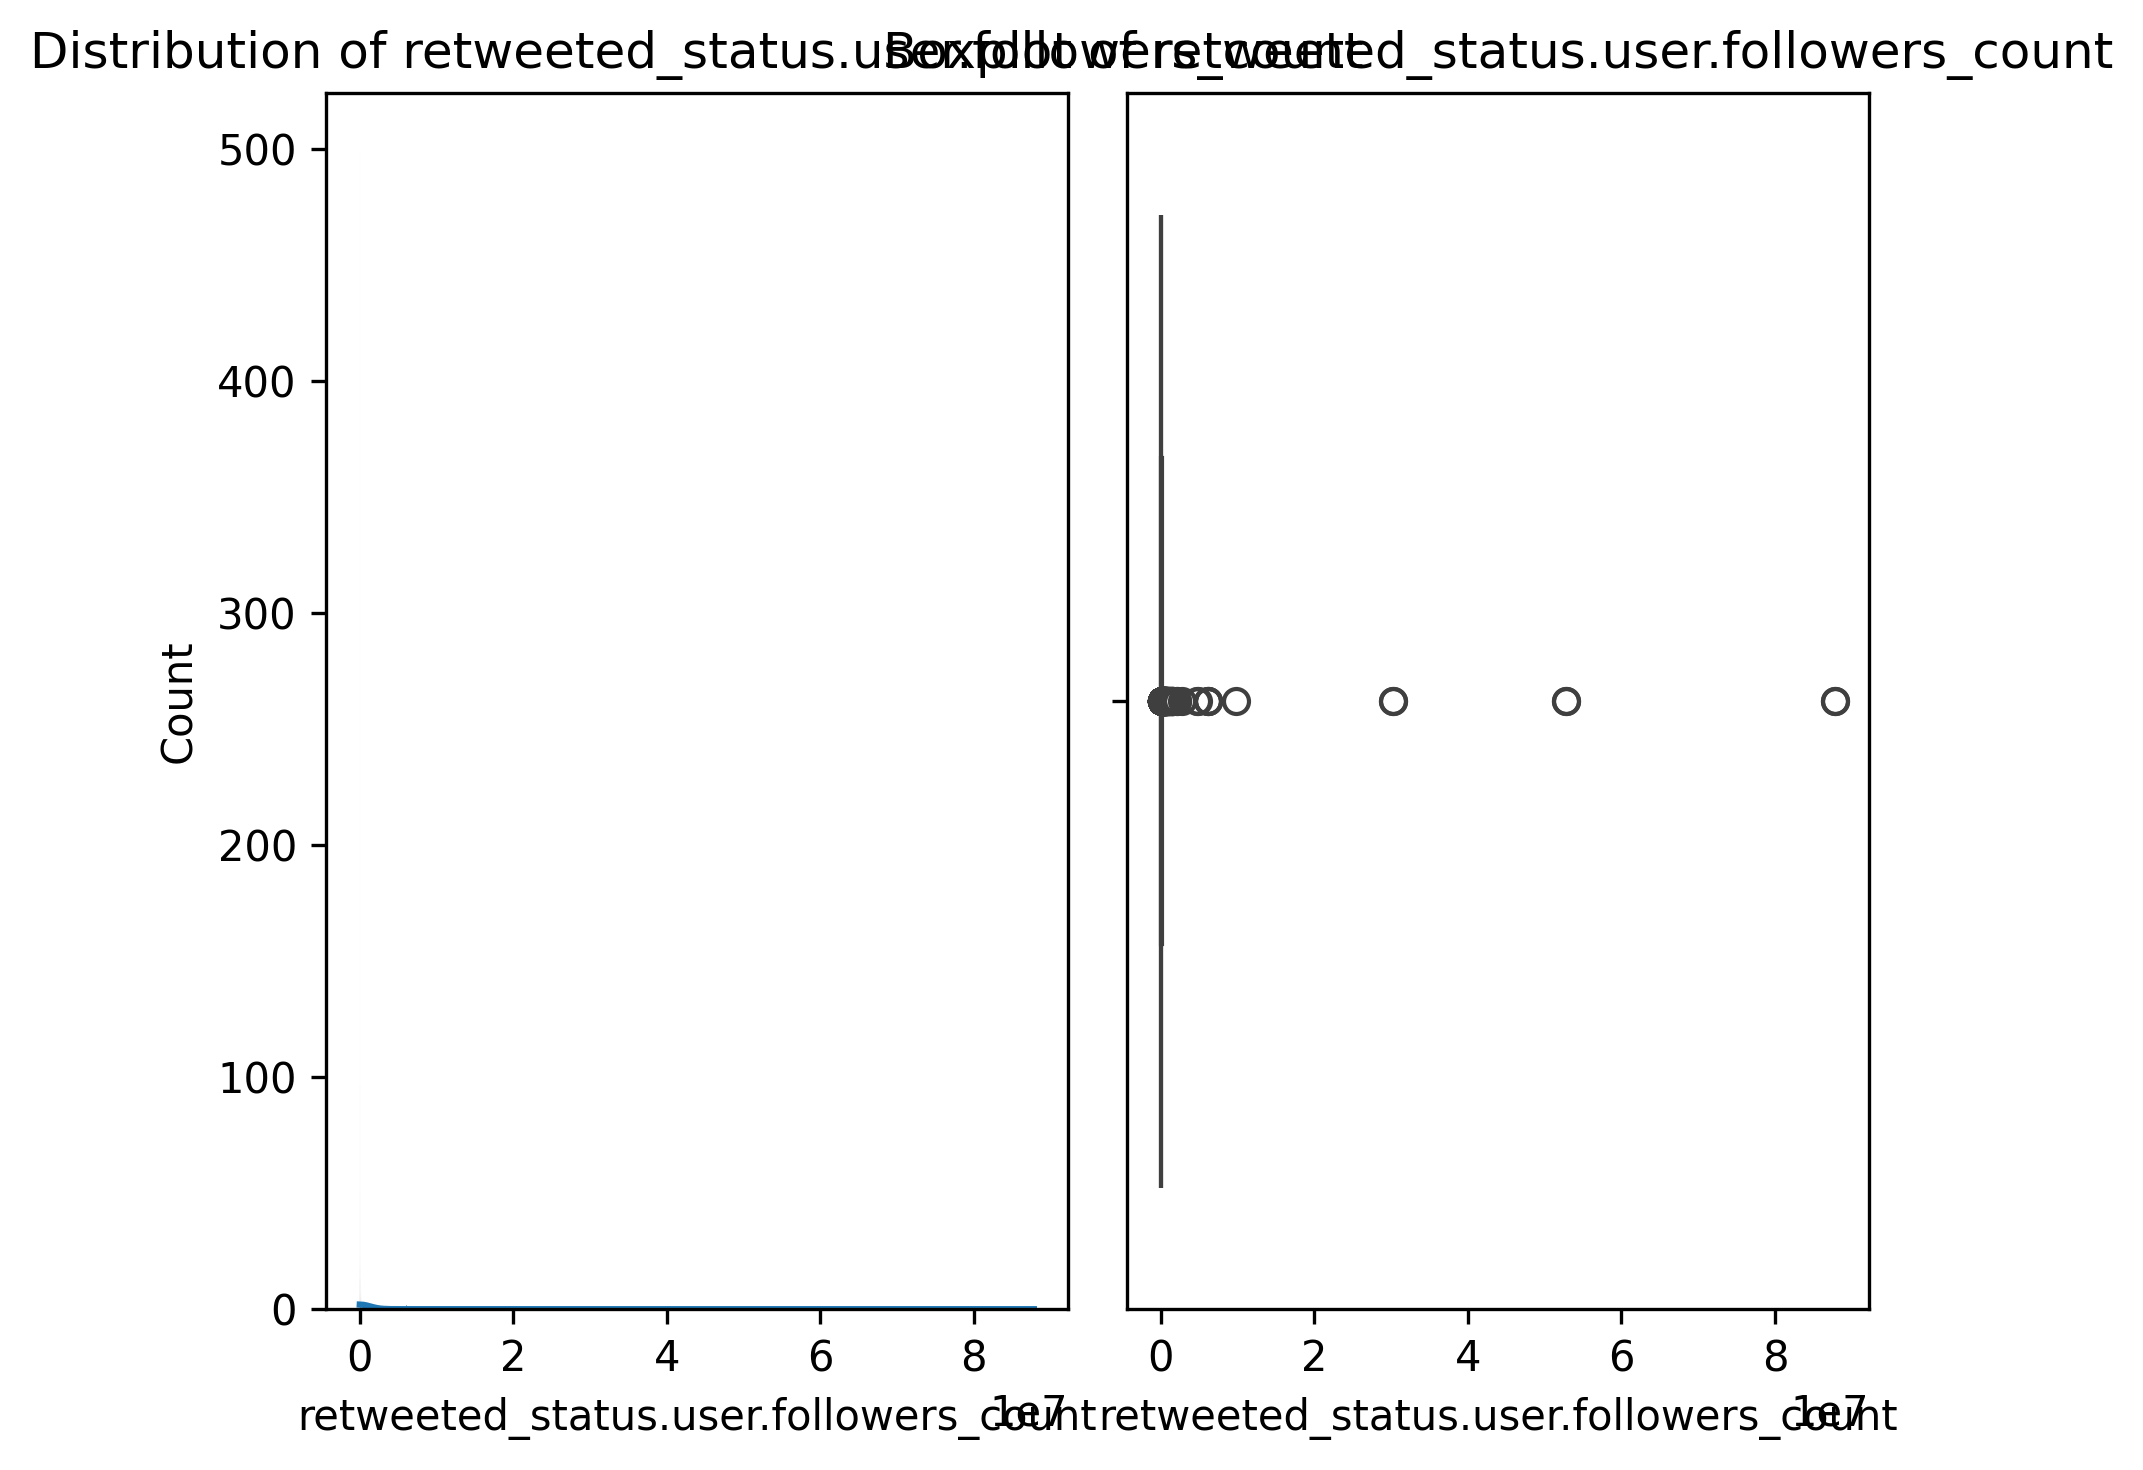 Distribution of retweeted_status.user.followers_count
Boxplot of retweeted_status.user.followers_count
500
400
300
200
100
0
Count
0 2 4 6 8
1e7
retweeted_status.user.followers_count
0 2 4 6 8
1e7
retweeted_status.user.followers_count